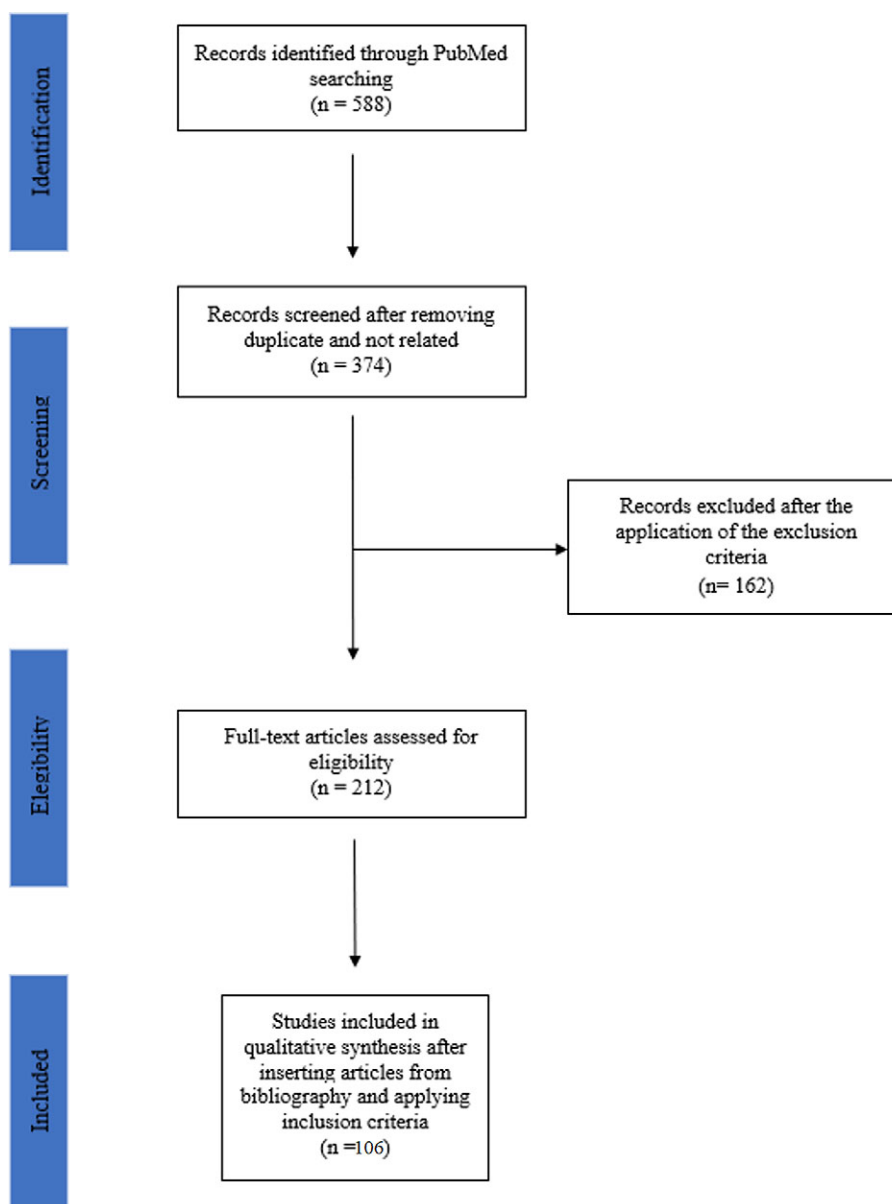 Identification
Records identified through PubMed
searching
(n = 588)
Screening
Records screened after removing
duplicate and not related
(n = 374)
Records excluded after the
application of the exclusion
criteria
(n= 162)
Elegibility
Full-text articles assessed for
eligibility
(n = 212)
Included
Studies included in
qualitative synthesis after
inserting articles from
bibliography and applying
inclusion criteria
(n =106)